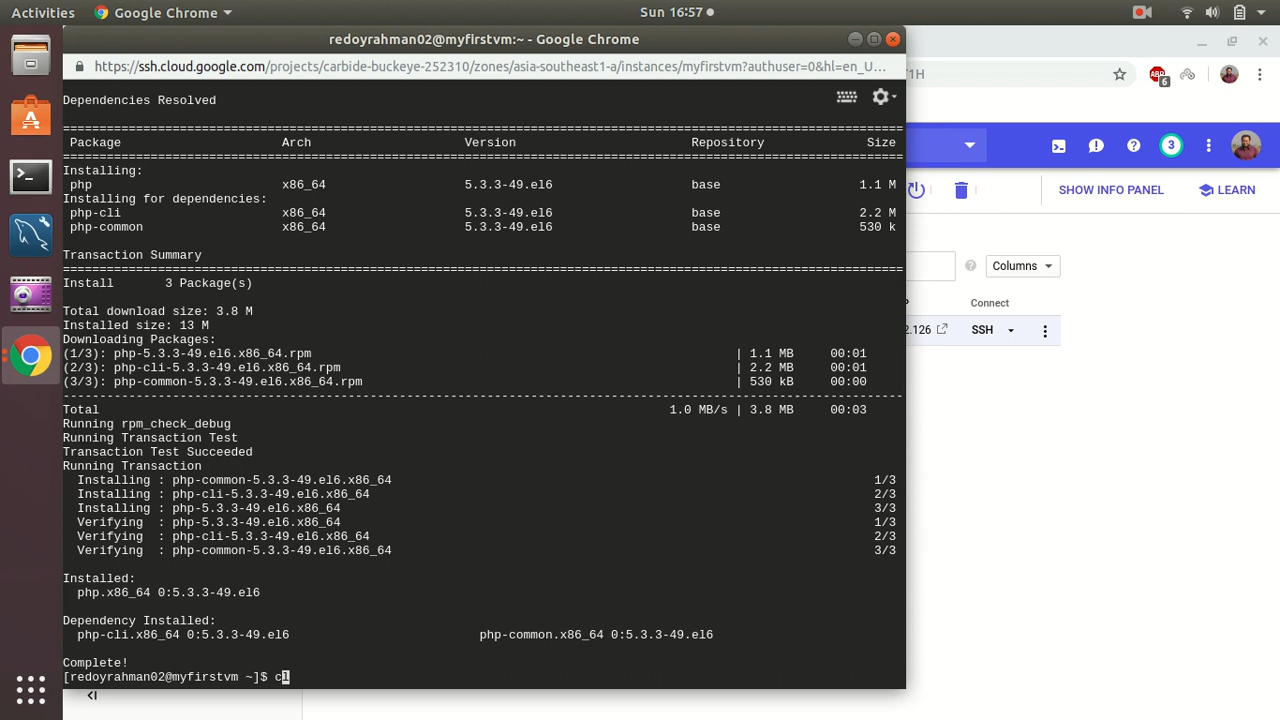 Activities
Google Chrome
Sun 16:57
redoyrahman02@myfirstvm:~ - Google Chrome
https://ssh.cloud.google.com/projects/carbide-buckeye-252310/zones/asia-southeast1-a/instances/myfirstvm?authuser=0&hl=en_U...
1H
6
3
SHOW INFO PANEL
LEARN
Columns
Connect
2.126
SSH
Dependencies Resolved
================================================================================
Package Arch Version Repository Size
================================================================================
Installing:
php x86_64 5.3.3-49.el6 base 1.1 M
Installing for dependencies:
php-cli x86_64 5.3.3-49.el6 base 2.2 M
php-common x86_64 5.3.3-49.el6 base 530 k
Transaction Summary
================================================================================
Install 3 Package(s)
Total download size: 3.8 M
Installed size: 13 M
Downloading Packages:
(1/3): php-5.3.3-49.el6.x86_64.rpm | 1.1 MB 00:01
(2/3): php-cli-5.3.3-49.el6.x86_64.rpm | 2.2 MB 00:01
(3/3): php-common-5.3.3-49.el6.x86_64.rpm | 530 kB 00:00
--------------------------------------------------------------------------------
Total 1.0 MB/s | 3.8 MB 00:03
Running rpm_check_debug
Running Transaction Test
Transaction Test Succeeded
Running Transaction
Installing : php-common-5.3.3-49.el6.x86_64 1/3
Installing : php-cli-5.3.3-49.el6.x86_64 2/3
Installing : php-5.3.3-49.el6.x86_64 3/3
Verifying : php-5.3.3-49.el6.x86_64 1/3
Verifying : php-cli-5.3.3-49.el6.x86_64 2/3
Verifying : php-common-5.3.3-49.el6.x86_64 3/3
Installed:
php.x86_64 0:5.3.3-49.el6
Dependency Installed:
php-cli.x86_64 0:5.3.3-49.el6 php-common.x86_64 0:5.3.3-49.el6
Complete!
[redoyrahman02@myfirstvm ~]$ cl